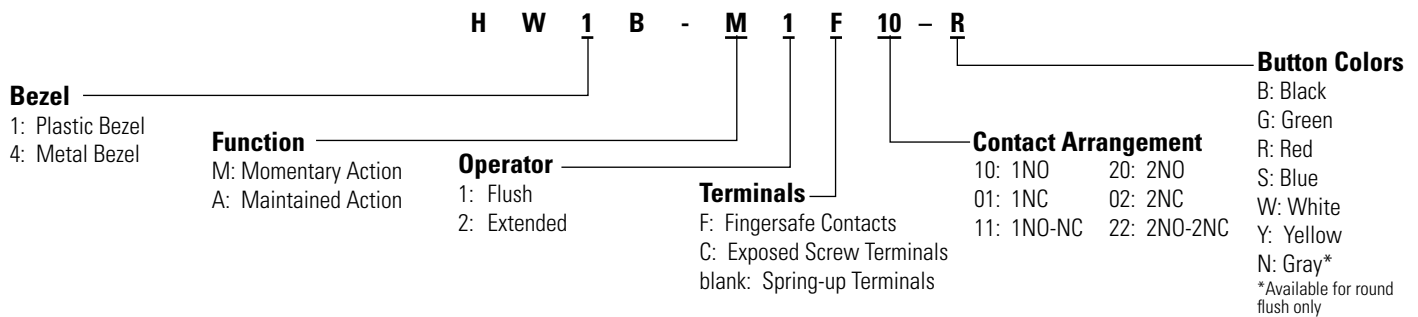 H W 1 B - M 1 F 10 – R
Bezel
1: Plastic Bezel
4: Metal Bezel
Function
M: Momentary Action
A: Maintained Action
Operator
1: Flush
2: Extended
Terminals
F: Fingersafe Contacts
C: Exposed Screw Terminals
blank: Spring-up Terminals
Contact Arrangement
10: 1NO 20: 2NO
01: 1NC 02: 2NC
11: 1NO-NC 22: 2NO-2NC
Button Colors
B: Black
G: Green
R: Red
S: Blue
W: White
Y: Yellow
N: Gray*
*Available for round
flush only